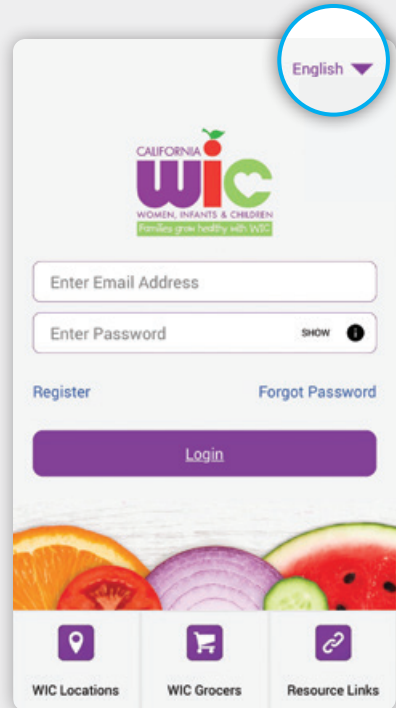 English
CALIFORNIA
WIC
WOMEN, INFANTS & CHILDREN
Families grow healthy with WIC
Enter Email Address
Enter Password SHOW i
Register Forgot Password
Login
WIC Locations WIC Grocers Resource Links